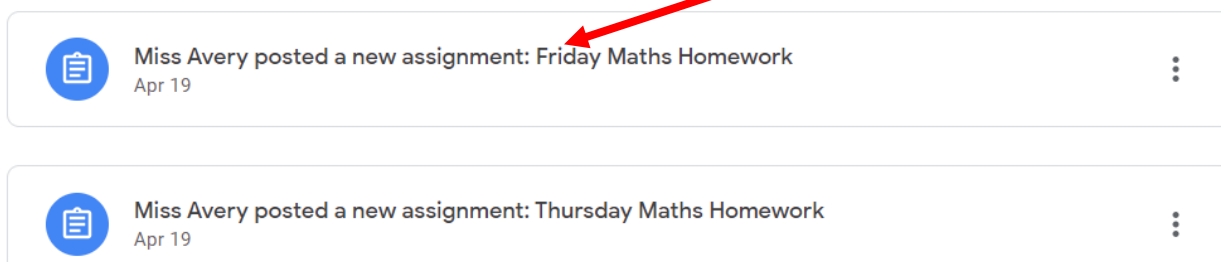 Miss Avery posted a new assignment: Friday Maths Homework
Apr 19
Miss Avery posted a new assignment: Thursday Maths Homework
Apr 19